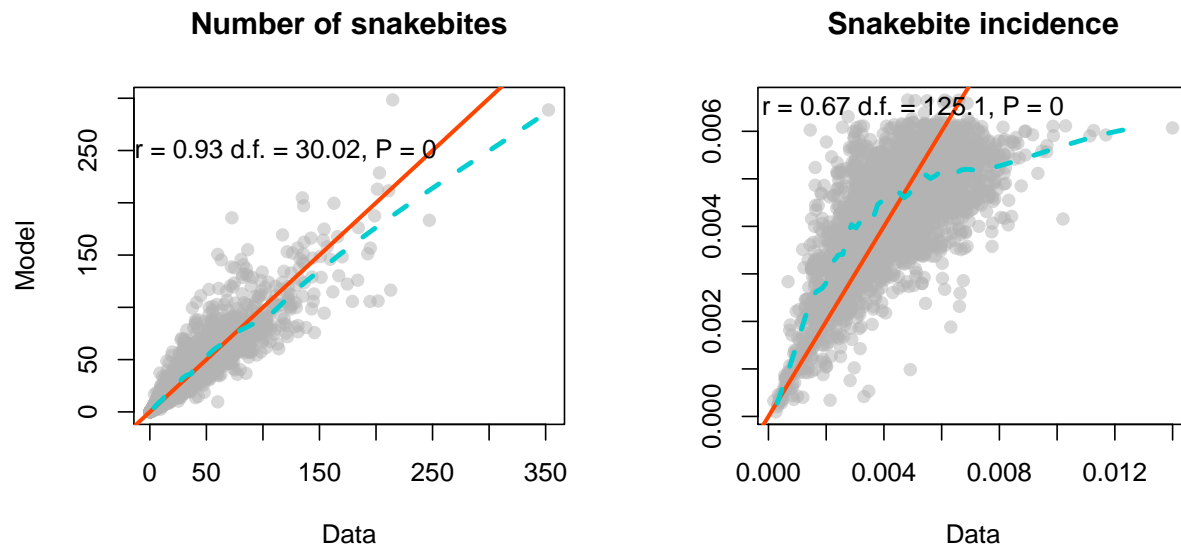 Number of snakebites
r = 0.93 d.f. = 30.02, P = 0
Model
250
150
50
0
0 50 150 250 350
Data
Snakebite incidence
r = 0.67 d.f. = 125.1, P = 0
0.006
0.004
0.002
0.000
0.000 0.004 0.008 0.012
Data